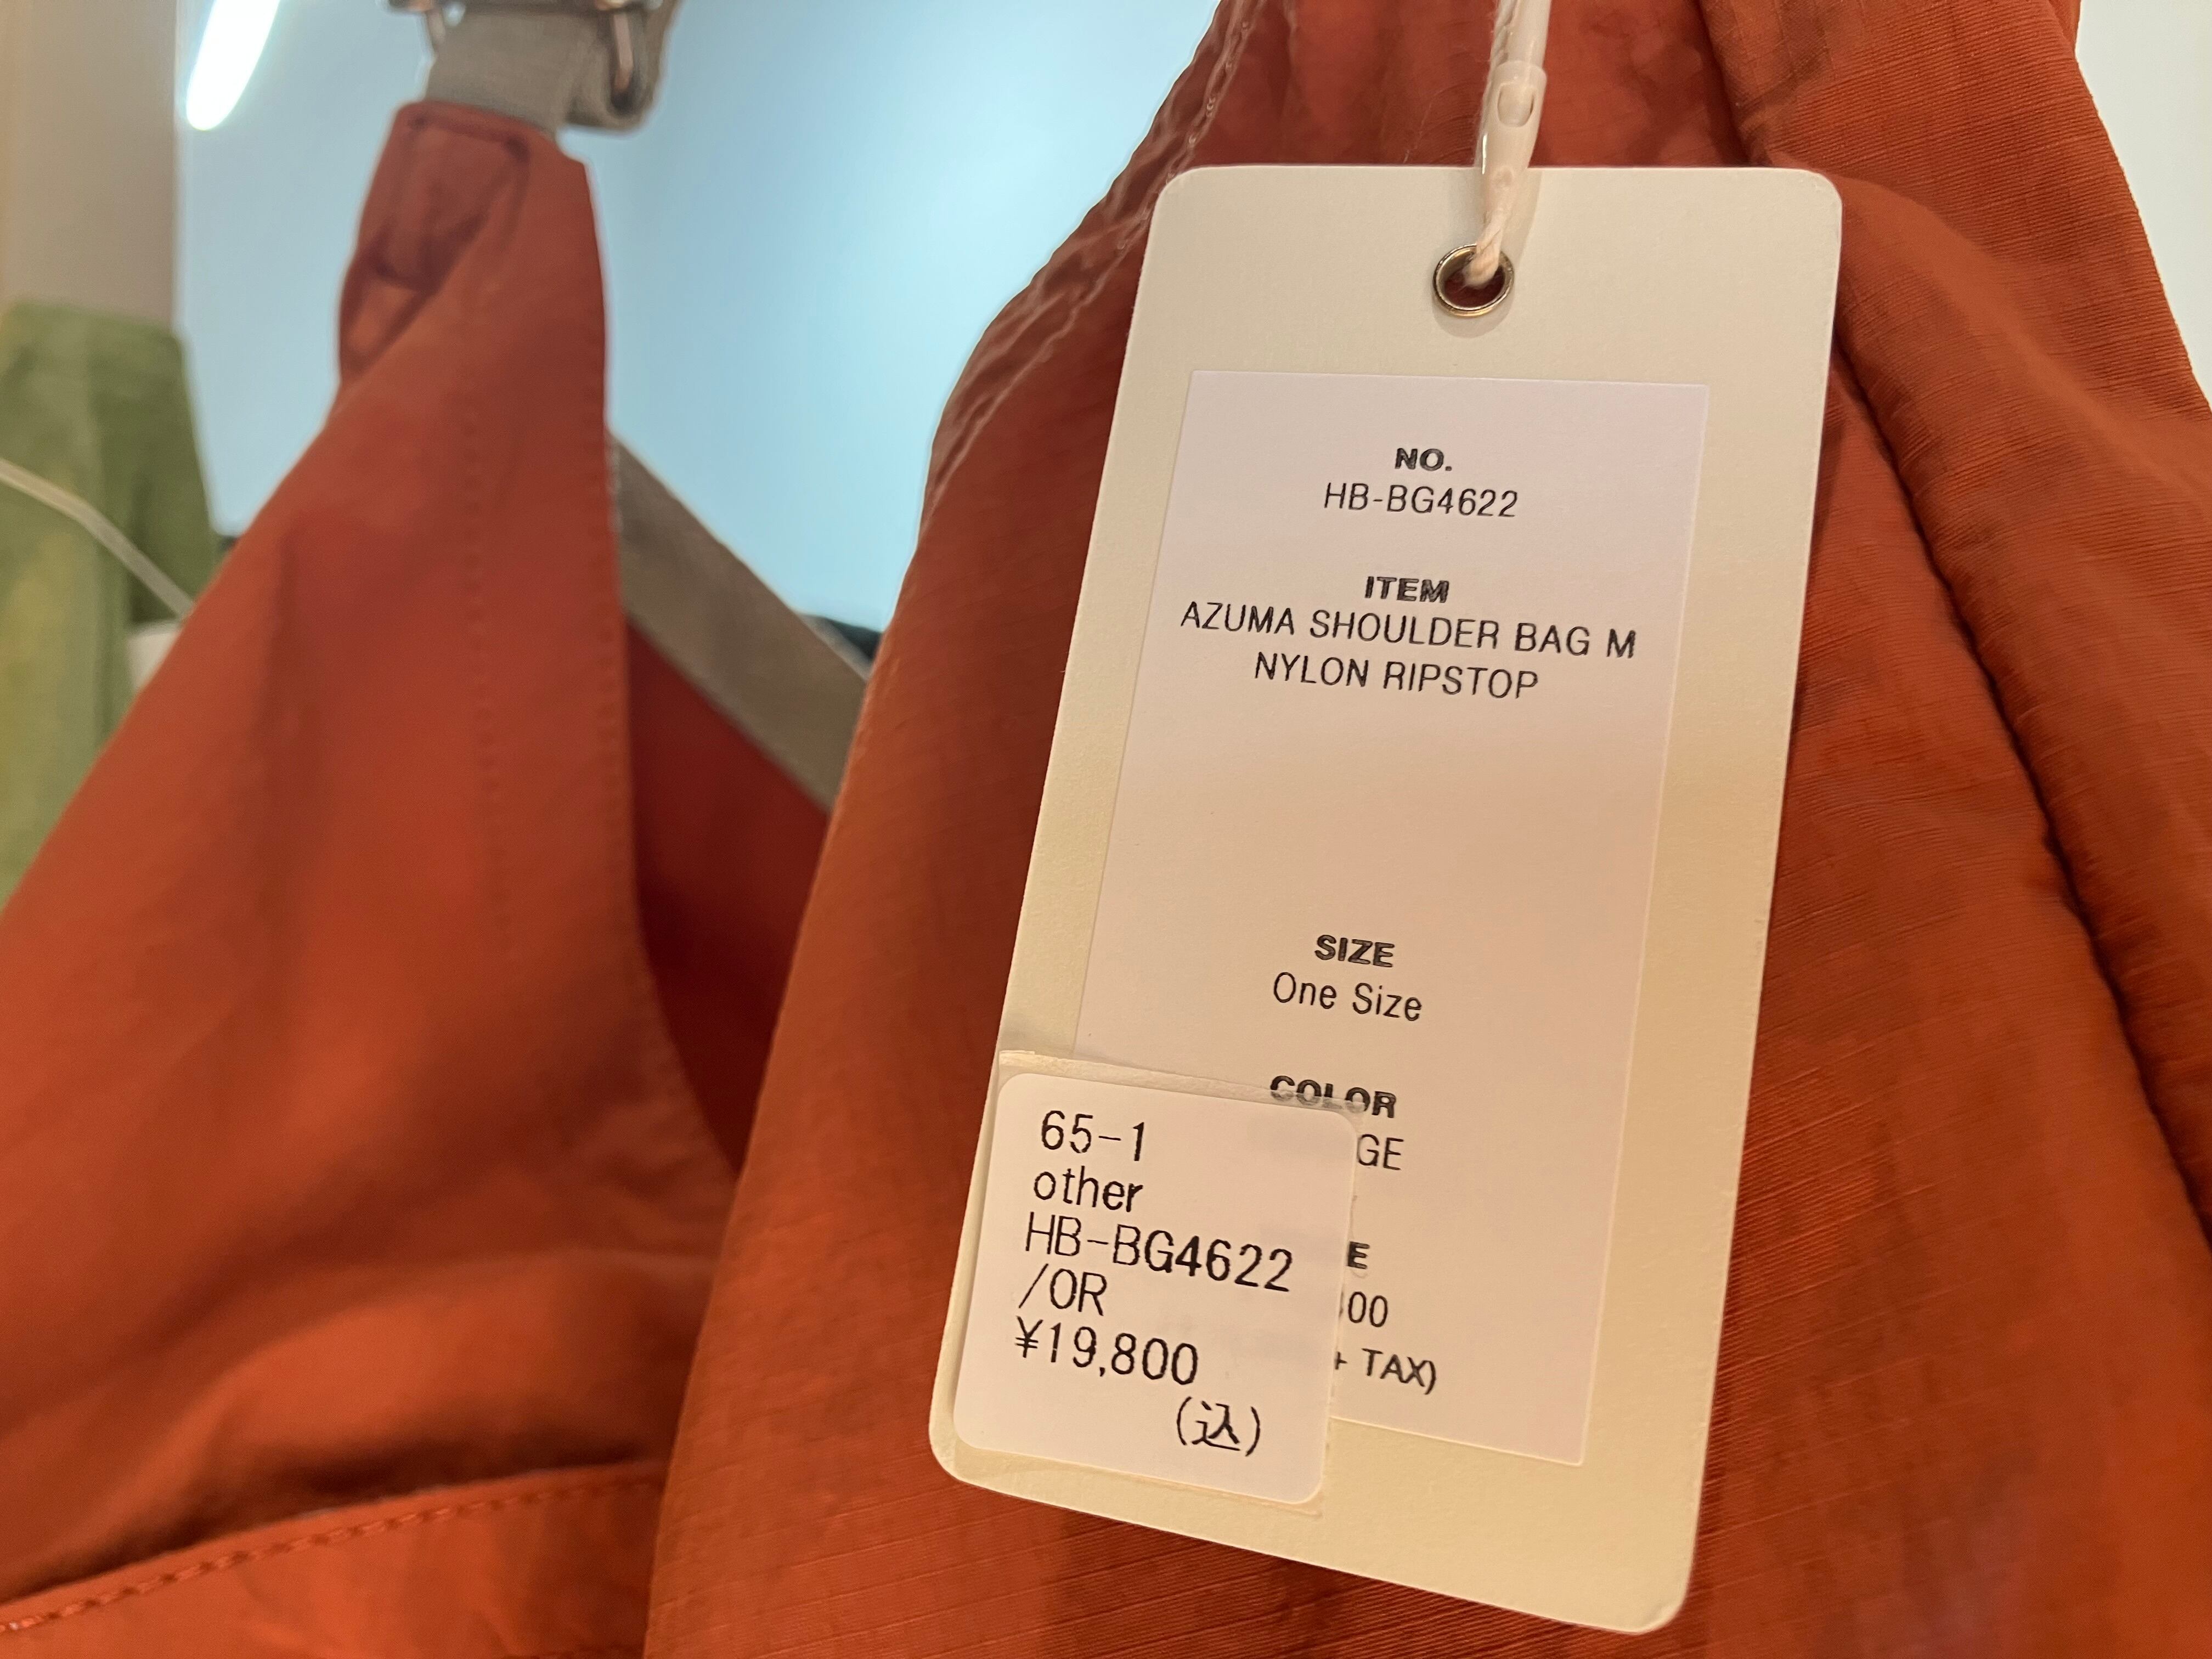 NO.
HB-BG4622
ITEM
AZUMA SHOULDER BAG M
NYLON RIPSTOP
SIZE
One Size
COLOR
GE
E
00
+ TAX)
65-1
other
HB-BG4622
/OR
¥19,800
(込)